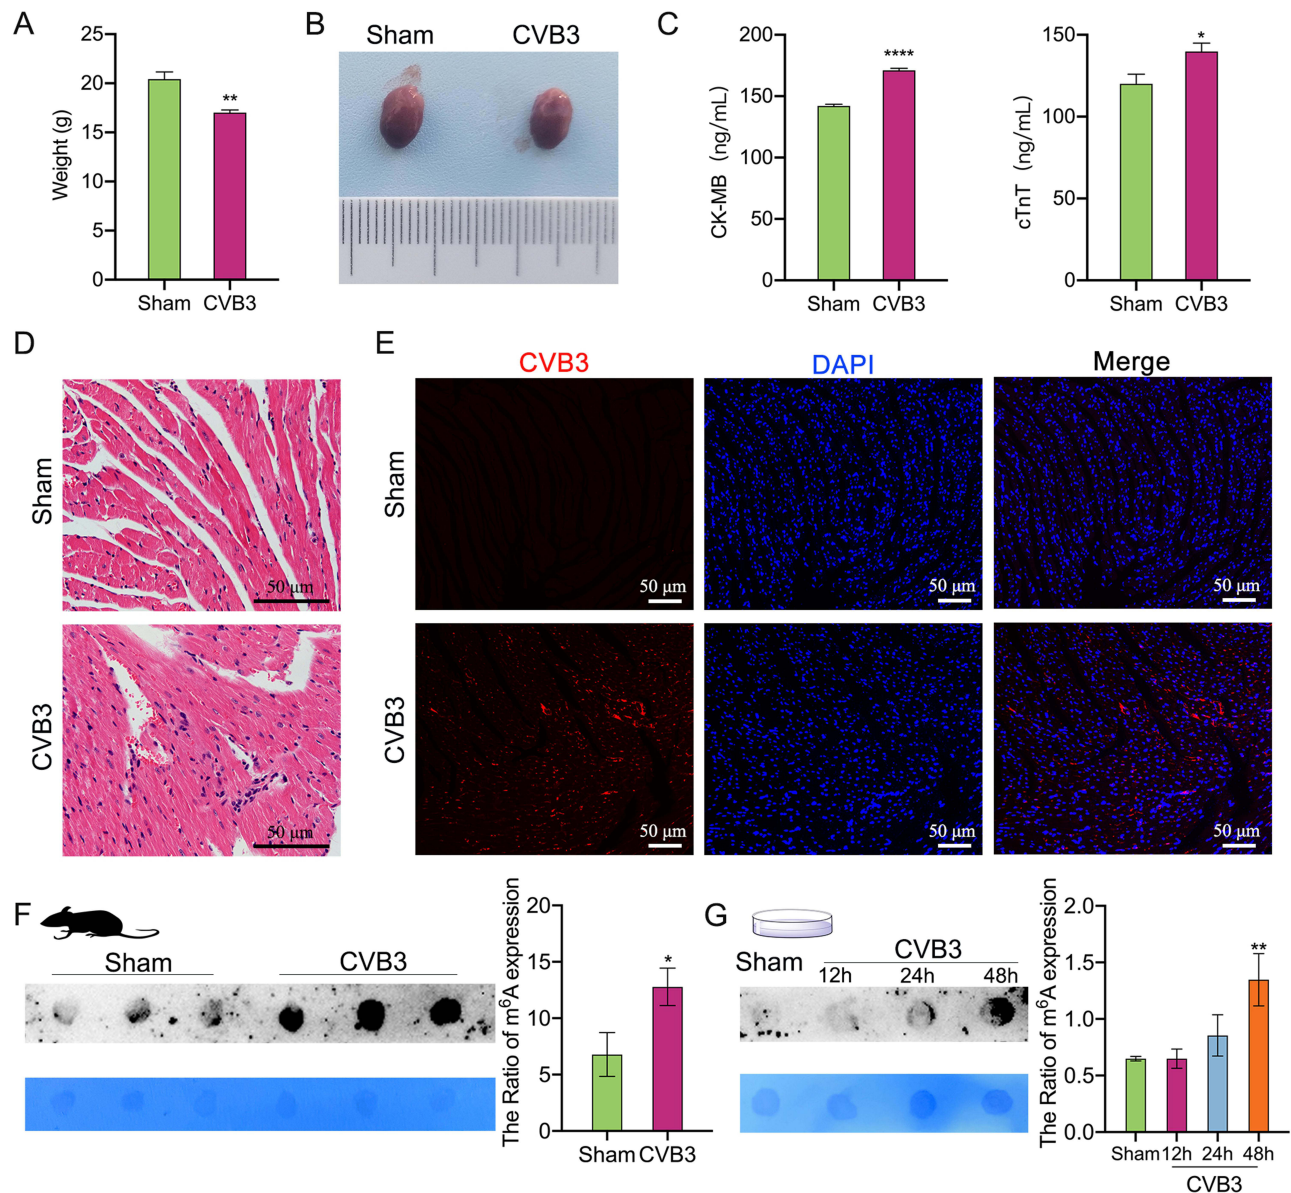 A
Weight (g)
25
20
15
10
5
0
**
Sham CVB3
B
Sham CVB3
C
CK-MB (ng/mL)
200
150
100
50
0
****
Sham CVB3
cTnT (ng/mL)
150
100
50
0
*
Sham CVB3
D
Sham
50 μm
CVB3
50 μm
E
CVB3 DAPI Merge
Sham
50 μm
50 μm
50 μm
CVB3
50 μm
50 μm
50 μm
F
Sham CVB3
The Ratio of m⁶A expression
20
15
10
5
0
*
Sham CVB3
G
Sham CVB3
12h 24h 48h
The Ratio of m⁶A expression
2.0
1.5
1.0
0.5
0.0
**
Sham 12h 24h 48h
CVB3